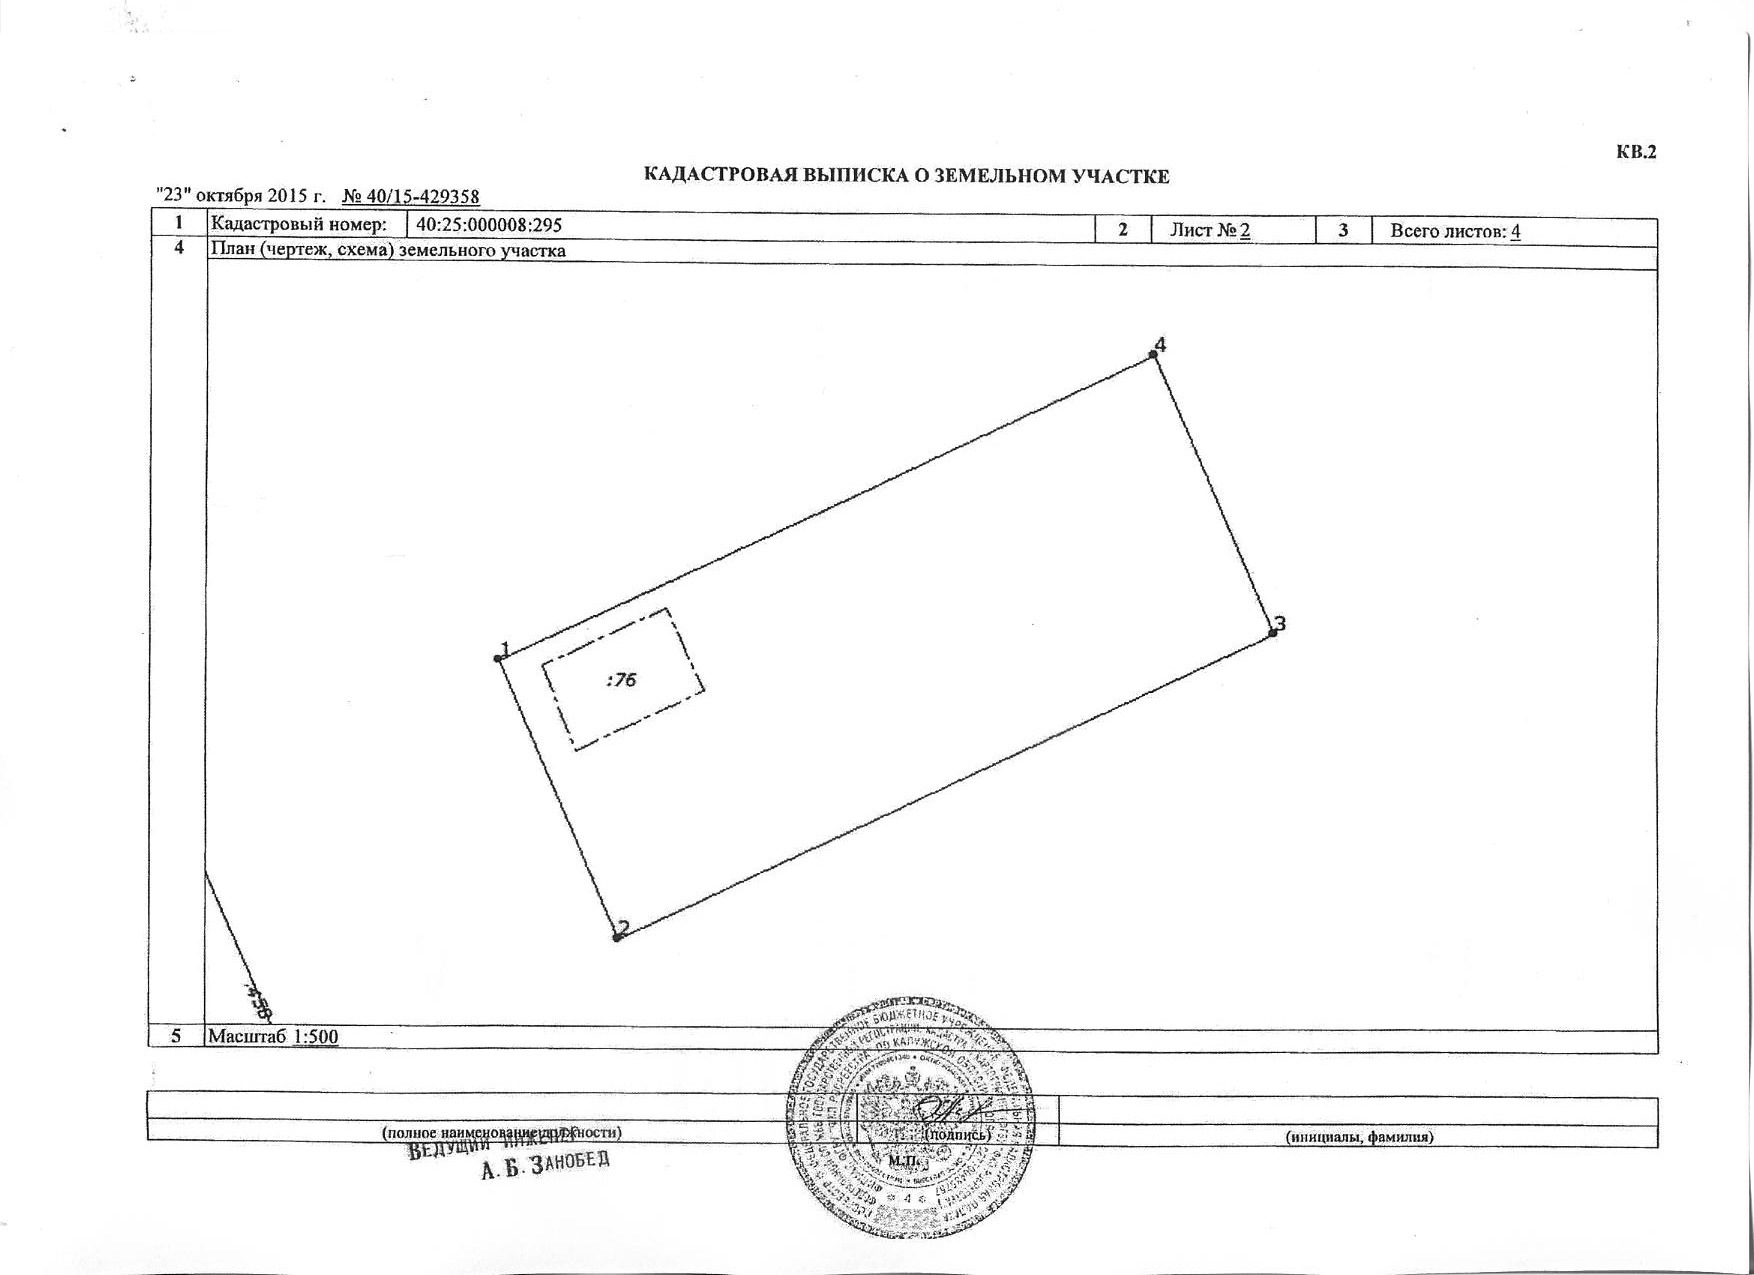 КВ.2
КАДАСТРОВАЯ ВЫПИСКА О ЗЕМЕЛЬНОМ УЧАСТКЕ
"23" октября 2015 г. № 40/15-429358
1 Кадастровый номер: 40:25:000008:295 2 Лист № 2 3 Всего листов: 4
4 План (чертеж, схема) земельного участка
4
3
1
:76
2
:458
5 Масштаб 1:500
(полное наименование должности) (подпись) (инициалы, фамилия)
ВЕДУЩИЙ ИНЖЕНЕР
М.П.
А. Б. ЗАНОБЕД